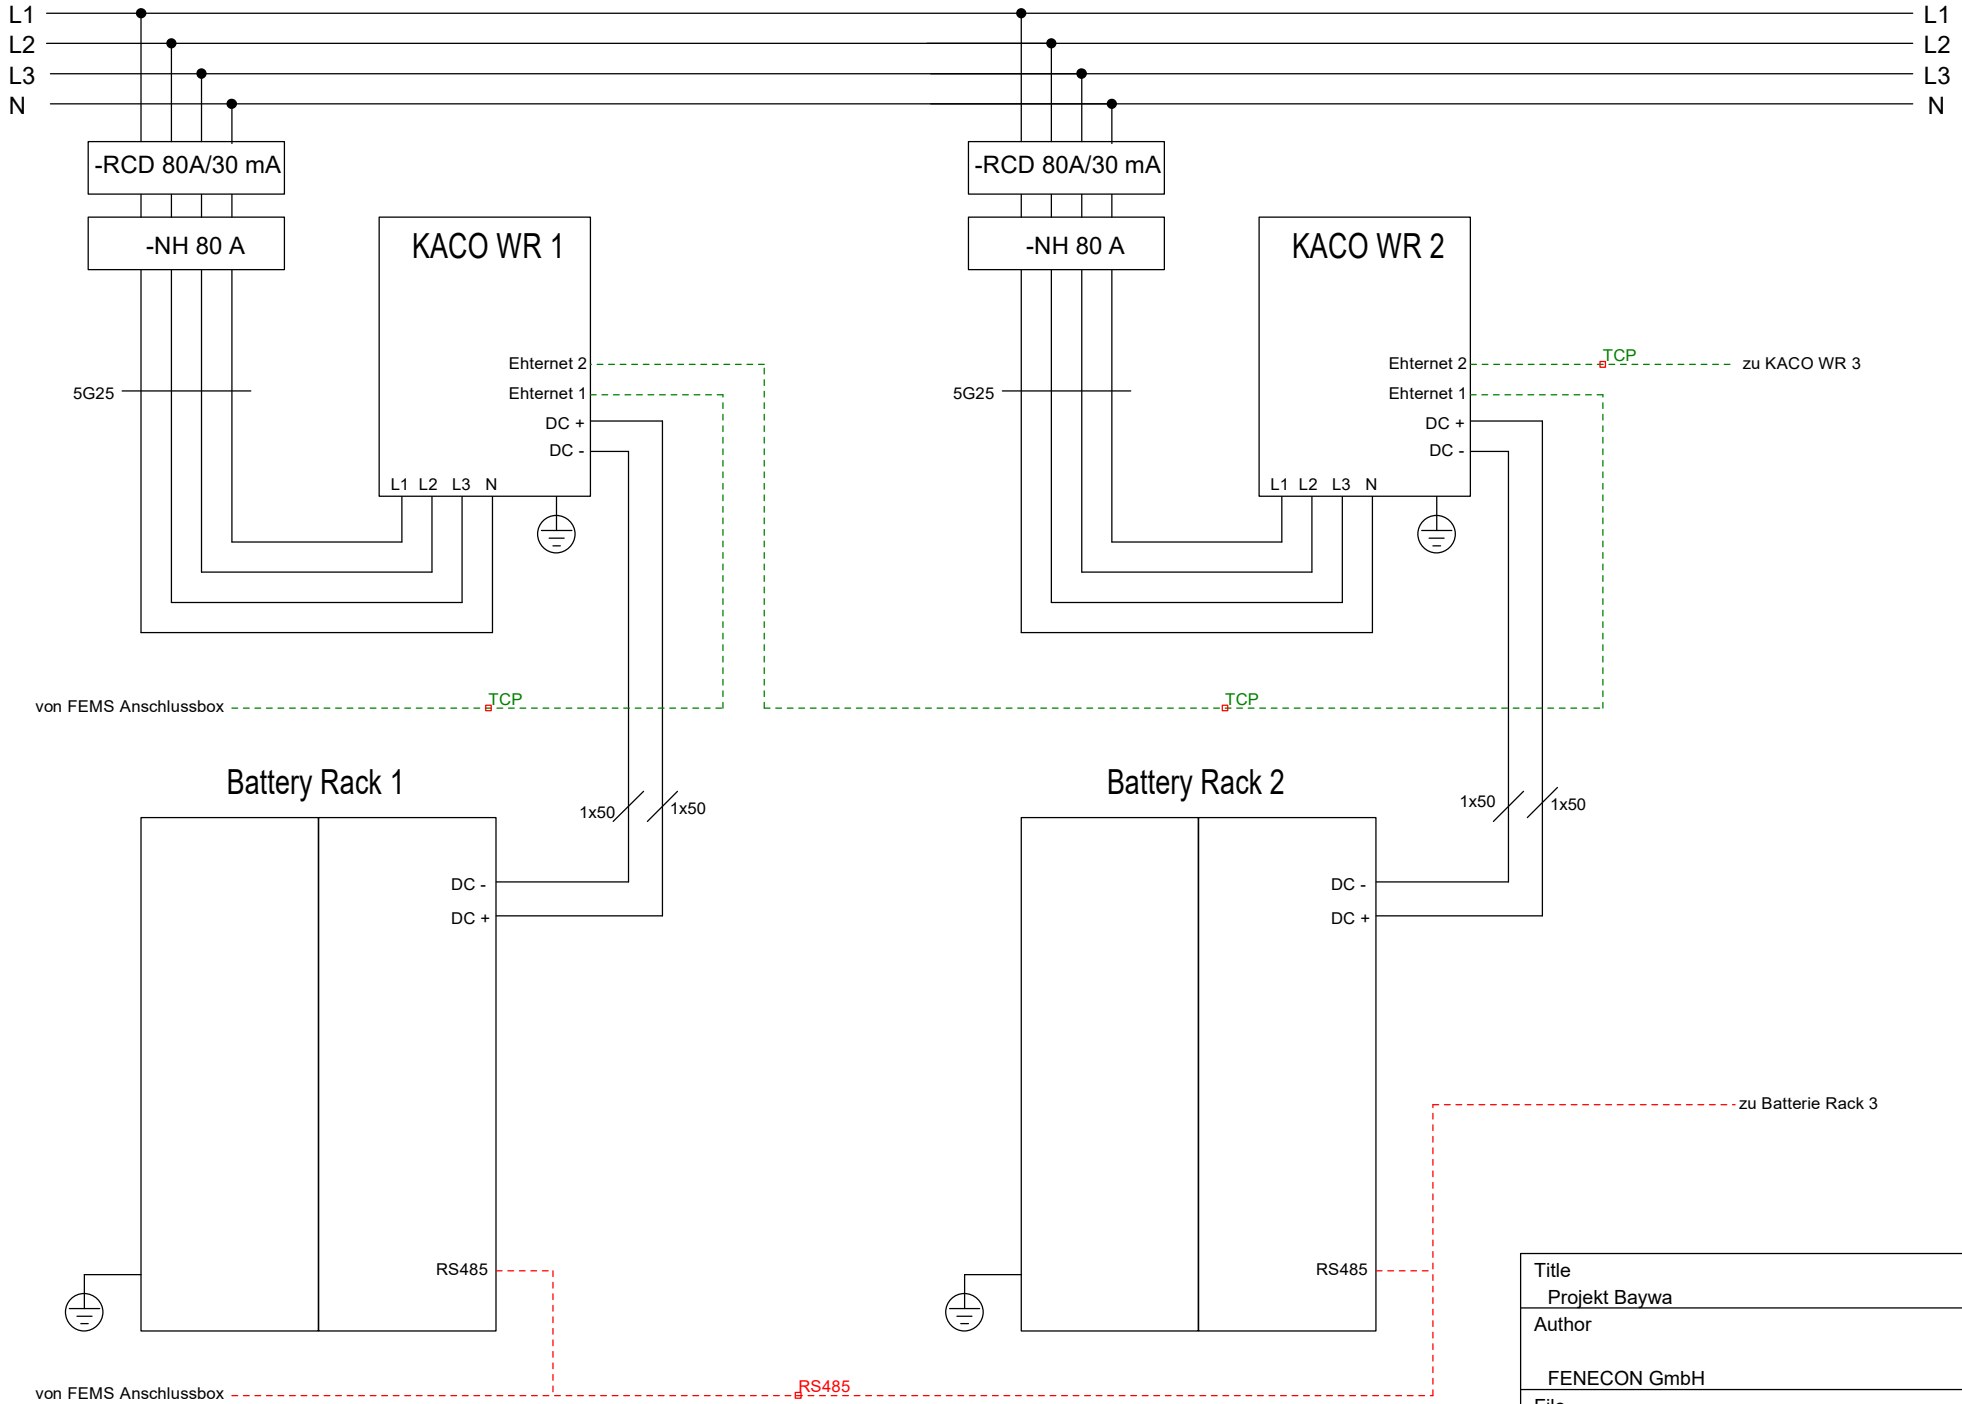 L1
L1
L2
L2
L3
L3
N
N
-RCD 80A/30 mA
-RCD 80A/30 mA
-NH 80 A
KACO WR 1
-NH 80 A
KACO WR 2
Ehternet 2
Ehternet 2
TCP
zu KACO WR 3
5G25
Ehternet 1
5G25
Ehternet 1
DC +
DC +
DC -
DC -
L1 L2 L3 N
L1 L2 L3 N
von FEMS Anschlussbox
TCP
TCP
Battery Rack 1
Battery Rack 2
1x50
1x50
1x50
1x50
DC -
DC -
DC +
DC +
zu Batterie Rack 3
RS485
RS485
Title
Projekt Baywa
Author
FENECON GmbH
von FEMS Anschlussbox
RS485